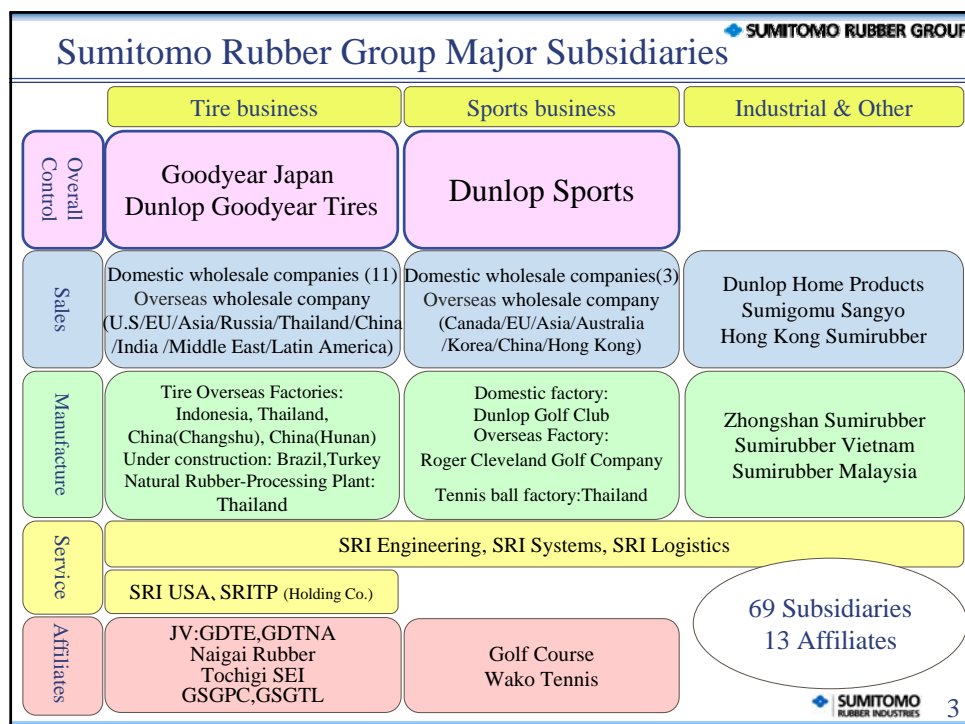 Sumitomo Rubber Group Major Subsidiaries
SUMITOMO RUBBER GROUP
Tire business
Sports business
Industrial & Other
Overall
Control
Goodyear Japan
Dunlop Goodyear Tires
Dunlop Sports
Sales
Domestic wholesale companies (11)
Overseas wholesale company
(U.S/EU/Asia/Russia/Thailand/China
/India /Middle East/Latin America)
Domestic wholesale companies(3)
Overseas wholesale company
(Canada/EU/Asia/Australia
/Korea/China/Hong Kong)
Dunlop Home Products
Sumigomu Sangyo
Hong Kong Sumirubber
Manufacture
Tire Overseas Factories:
Indonesia, Thailand,
China(Changshu), China(Hunan)
Under construction: Brazil,Turkey
Natural Rubber-Processing Plant:
Thailand
Domestic factory:
Dunlop Golf Club
Overseas Factory:
Roger Cleveland Golf Company
Tennis ball factory:Thailand
Zhongshan Sumirubber
Sumirubber Vietnam
Sumirubber Malaysia
Service
SRI Engineering, SRI Systems, SRI Logistics
SRI USA, SRITP (Holding Co.)
Affiliates
JV:GDTE,GDTNA
Naigai Rubber
Tochigi SEI
GSGPC,GSGTL
Golf Course
Wako Tennis
69 Subsidiaries
13 Affiliates
SUMITOMO
RUBBER INDUSTRIES
3